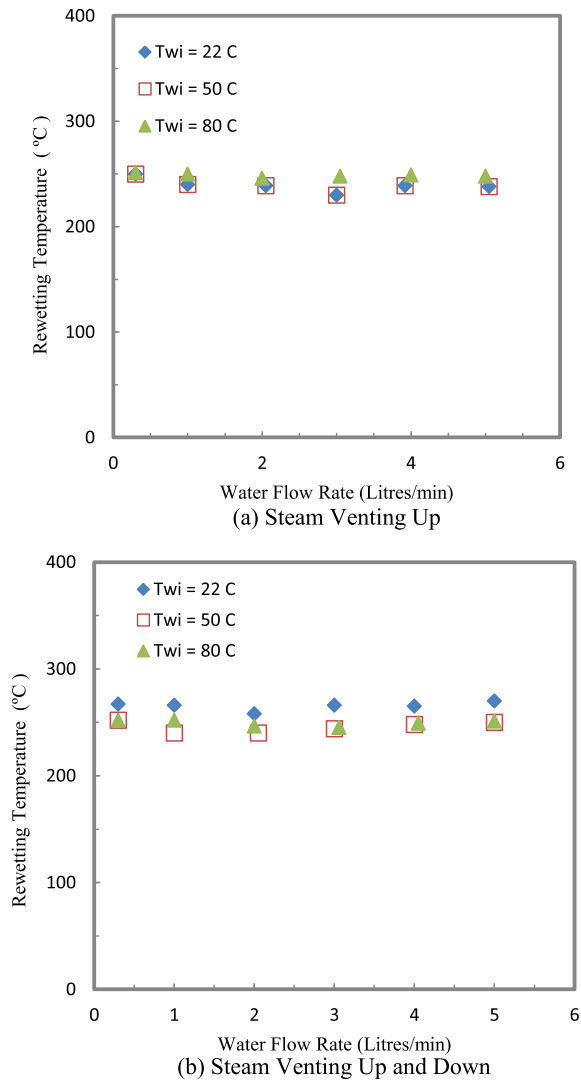 400
300
200
100
0
Rewetting Temperature ( ºC )
Twi = 22 C
Twi = 50 C
Twi = 80 C
0 2 4 6
Water Flow Rate (Litres/min)
(a) Steam Venting Up
400
300
200
100
0
Rewetting Temperature (ºC )
Twi = 22 C
Twi = 50 C
Twi = 80 C
0 1 2 3 4 5 6
Water Flow Rate (Litres/min)
(b) Steam Venting Up and Down